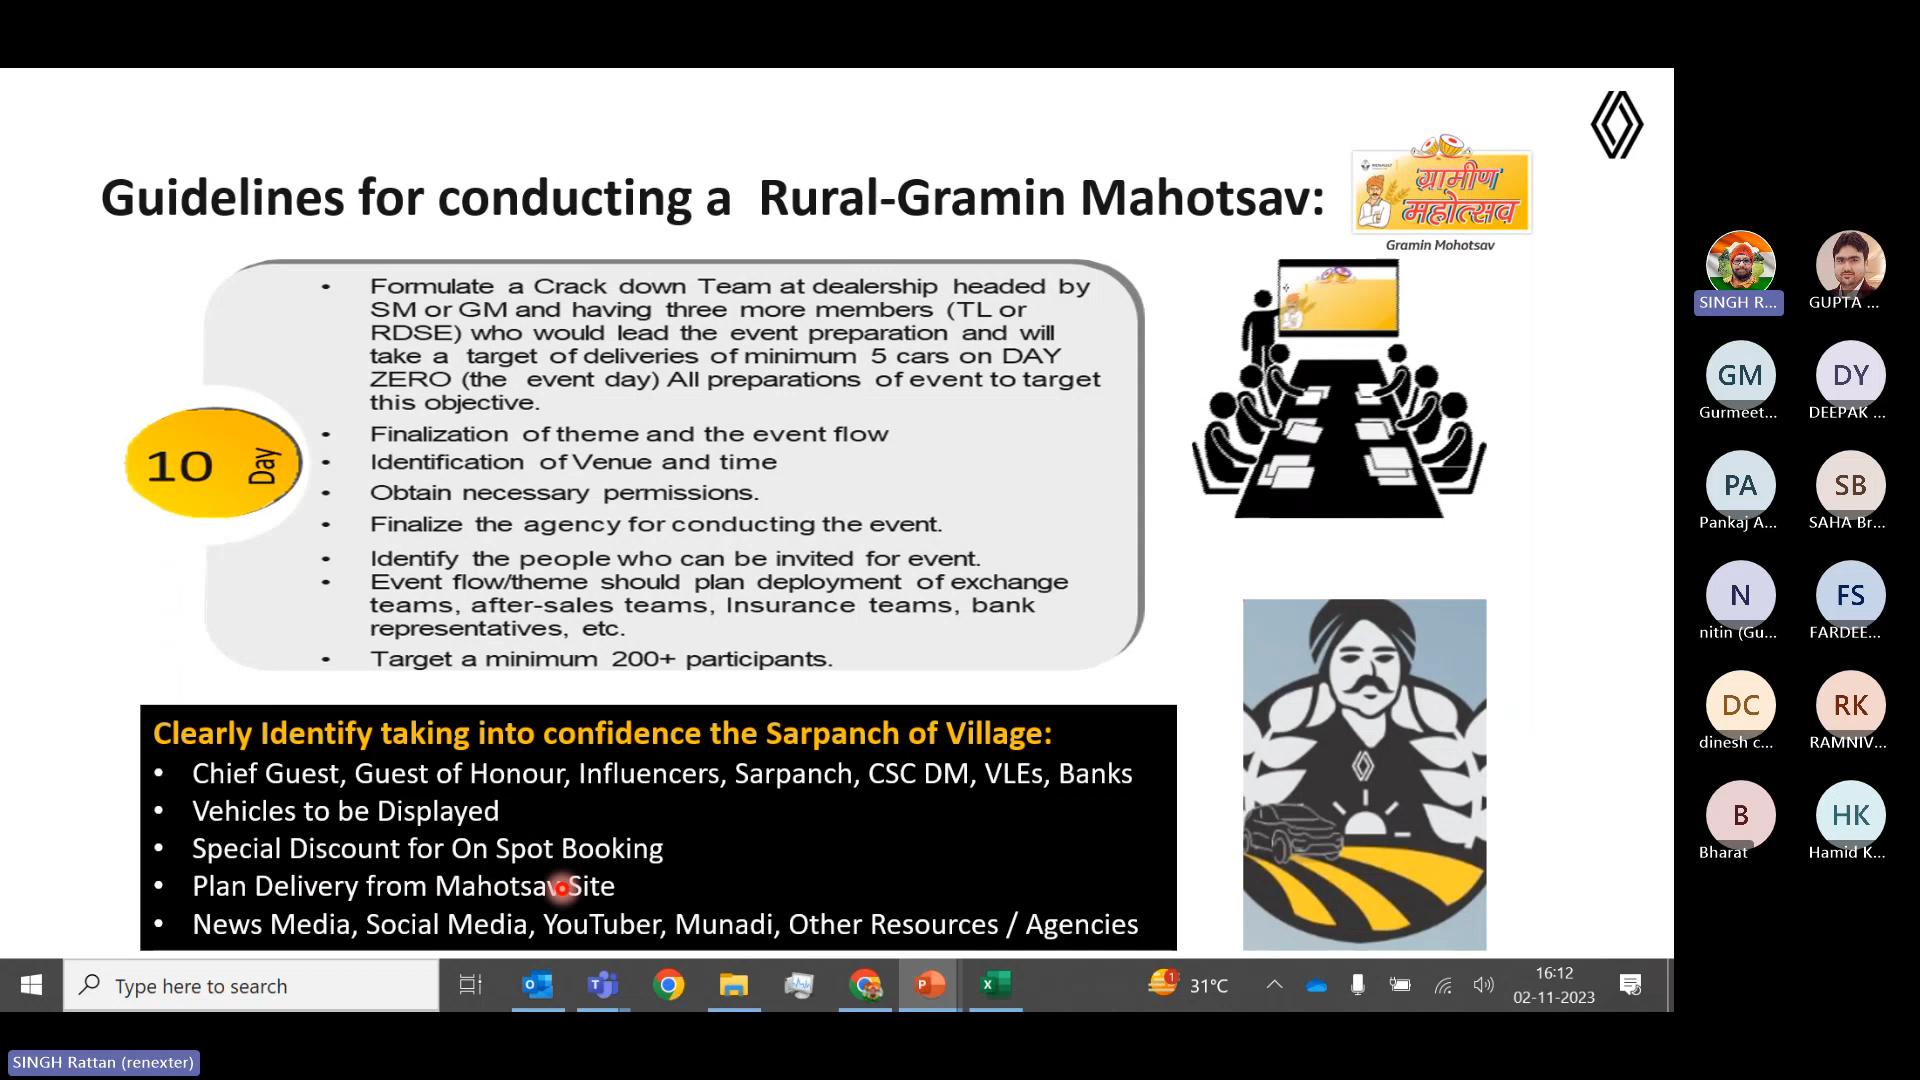 Guidelines for conducting a Rural-Gramin Mahotsav:
ग्रामीण
महोत्सव
Gramin Mohotsav
10 Day
• Formulate a Crack down Team at dealership headed by
SM or GM and having three more members (TL or
RDSE) who would lead the event preparation and will
take a target of deliveries of minimum 5 cars on DAY
ZERO (the event day) All preparations of event to target
this objective.
• Finalization of theme and the event flow
• Identification of Venue and time
• Obtain necessary permissions.
• Finalize the agency for conducting the event.
• Identify the people who can be invited for event.
• Event flow/theme should plan deployment of exchange
teams, after-sales teams, Insurance teams, bank
representatives, etc.
• Target a minimum 200+ participants.
Clearly Identify taking into confidence the Sarpanch of Village:
• Chief Guest, Guest of Honour, Influencers, Sarpanch, CSC DM, VLEs, Banks
• Vehicles to be Displayed
• Special Discount for On Spot Booking
• Plan Delivery from Mahotsav Site
• News Media, Social Media, YouTuber, Munadi, Other Resources / Agencies
SINGH R...
GUPTA ...
GM
Gurmeet...
DY
DEEPAK ...
PA
Pankaj A...
SB
SAHA Br...
N
nitin (Gu...
FS
FARDEE...
DC
dinesh c...
RK
RAMNIV...
B
Bharat
HK
Hamid K...
Type here to search
1
31°C
16:12
02-11-2023
SINGH Rattan (renexter)